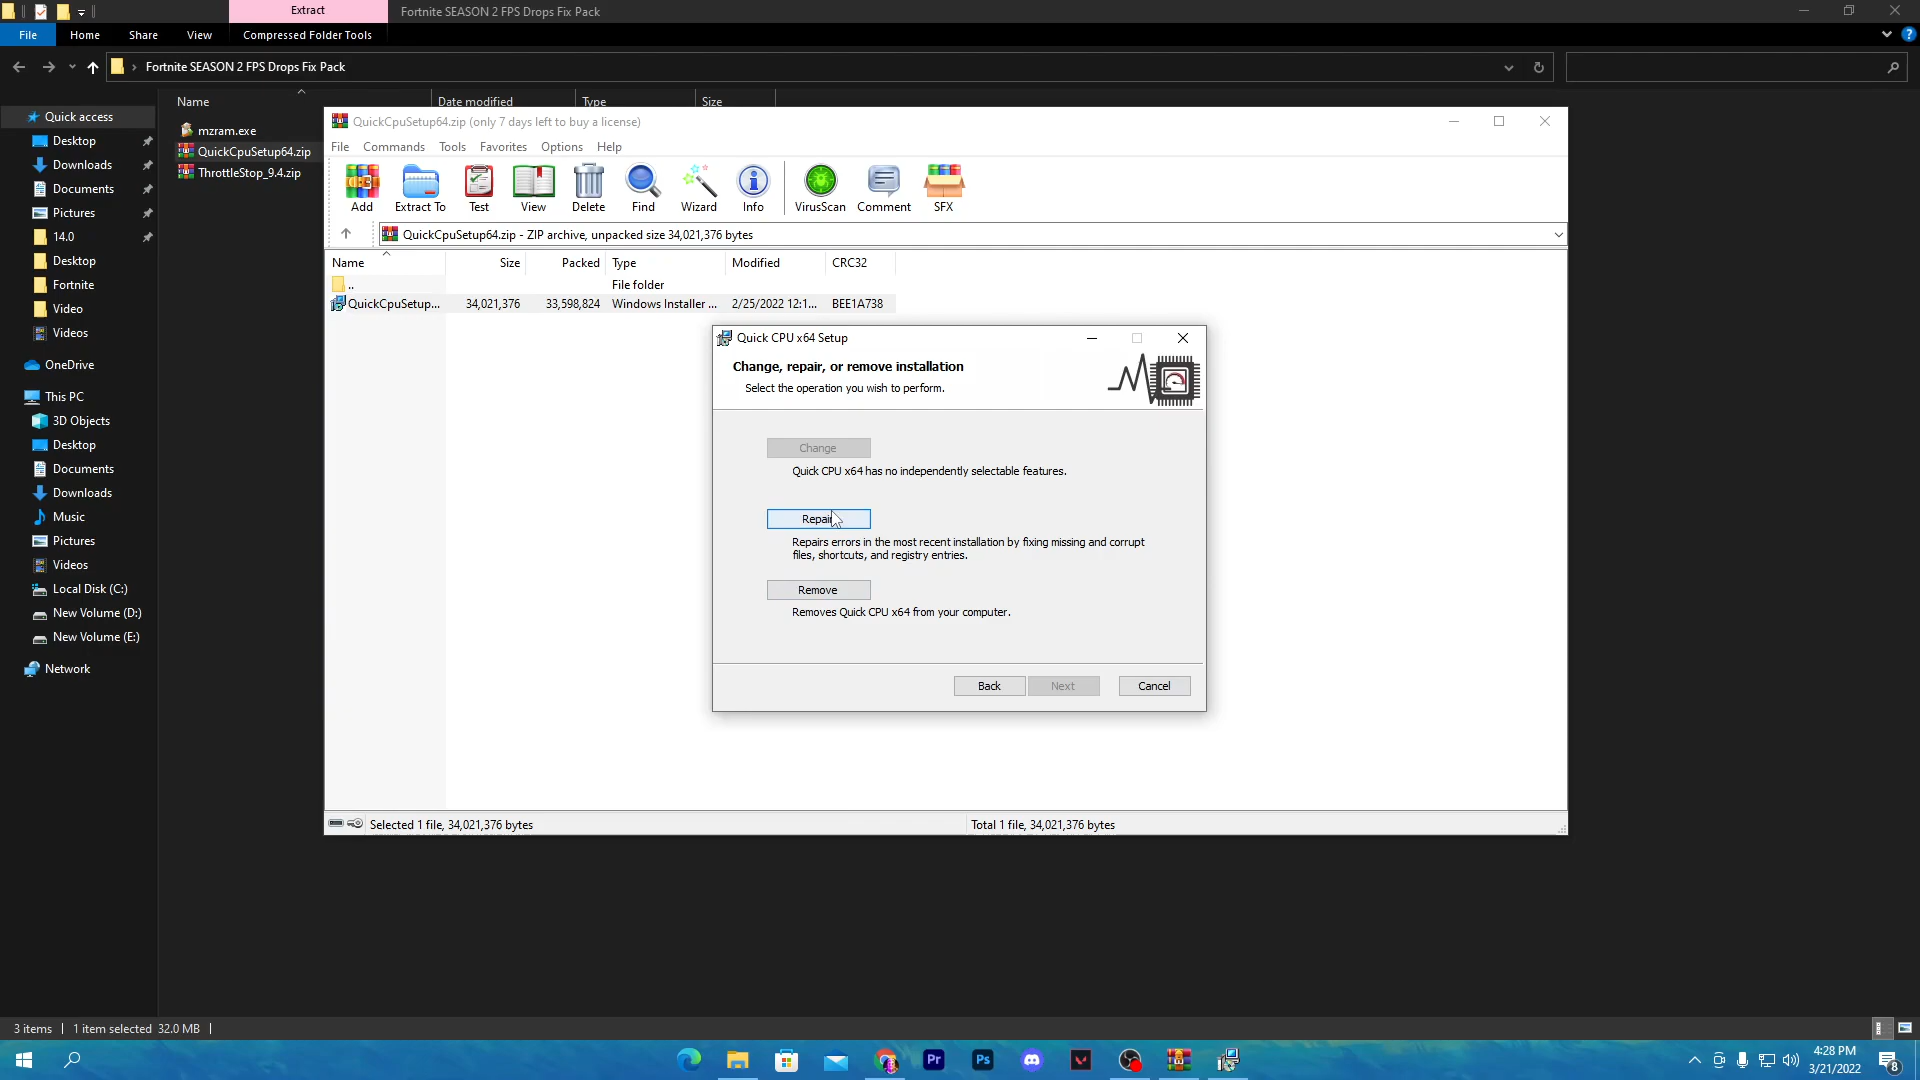 Extract
Fortnite SEASON 2 FPS Drops Fix Pack
File
Home
Share
View
Compressed Folder Tools
Fortnite SEASON 2 FPS Drops Fix Pack
Name
Date modified
Type
Size
Quick access
Desktop
Downloads
Documents
Pictures
14.0
Desktop
Fortnite
Video
Videos
OneDrive
This PC
3D Objects
Desktop
Documents
Downloads
Music
Pictures
Videos
Local Disk (C:)
New Volume (D:)
New Volume (E:)
Network
mzram.exe
QuickCpuSetup64.zip
ThrottleStop_9.4.zip
QuickCpuSetup64.zip (only 7 days left to buy a license)
File
Commands
Tools
Favorites
Options
Help
Add
Extract To
Test
View
Delete
Find
Wizard
Info
VirusScan
Comment
SFX
QuickCpuSetup64.zip - ZIP archive, unpacked size 34,021,376 bytes
Name
Size
Packed
Type
Modified
CRC32
..
File folder
QuickCpuSetup...
34,021,376
33,598,824
Windows Installer ...
2/25/2022 12:1...
BEE1A738
Quick CPU x64 Setup
Change, repair, or remove installation
Select the operation you wish to perform.
Change
Quick CPU x64 has no independently selectable features.
Repair
Repairs errors in the most recent installation by fixing missing and corrupt
files, shortcuts, and registry entries.
Remove
Removes Quick CPU x64 from your computer.
Back
Next
Cancel
Selected 1 file, 34,021,376 bytes
Total 1 file, 34,021,376 bytes
3 items
1 item selected 32.0 MB
Pr
Ps
4:28 PM
3/21/2022
8